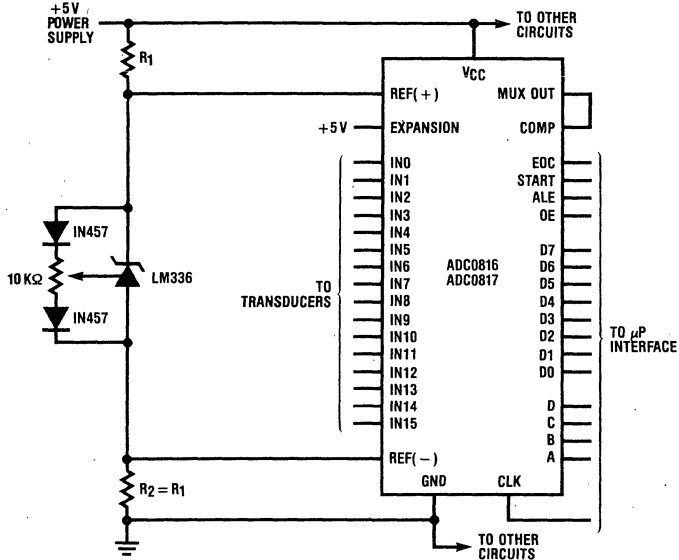 +5V
POWER
SUPPLY
TO OTHER
CIRCUITS
R1
VCC
REF(+)
MUX OUT
+5V
EXPANSION
COMP
IN0
EOC
IN1
START
IN2
ALE
IN3
OE
IN4
IN5
D7
IN6
D6
IN7
D5
IN8
D4
IN9
D3
IN10
D2
IN11
D1
IN12
D0
IN13
IN14
D
IN15
C
B
A
ADC0816
ADC0817
TO
TRANSDUCERS
TO µP
INTERFACE
IN457
10 KΩ
LM336
IN457
REF(−)
R2 = R1
GND
CLK
TO OTHER
CIRCUITS